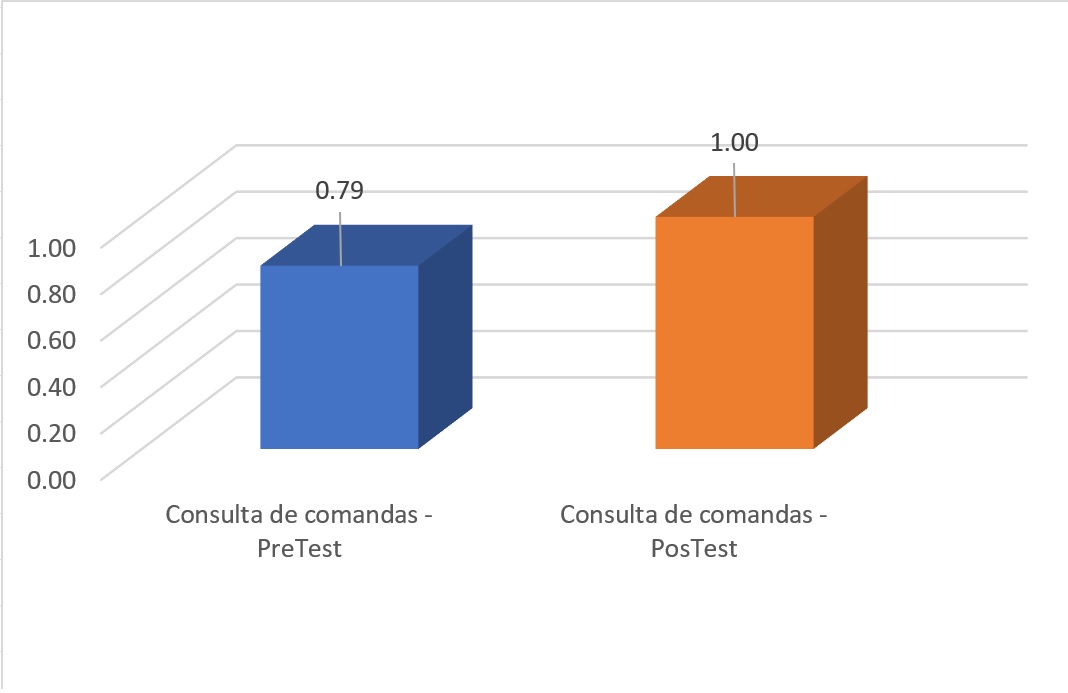 1.00
0.79
1.00
0.80
0.60
0.40
0.20
0.00
Consulta de comandas -
PreTest
Consulta de comandas -
PosTest